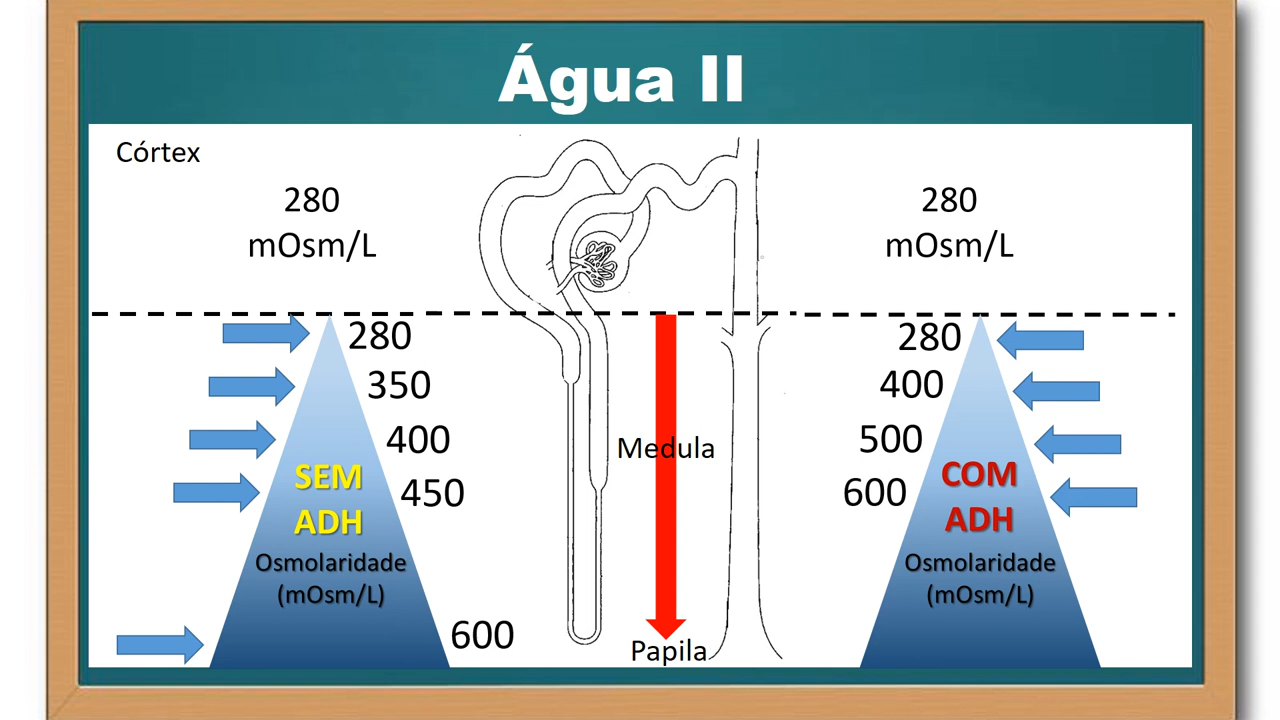 Água II
Córtex
280
mOsm/L
280
mOsm/L
280
350
400
450
600
SEM
ADH
Osmolaridade
(mOsm/L)
Medula
Papila
280
400
500
600
COM
ADH
Osmolaridade
(mOsm/L)